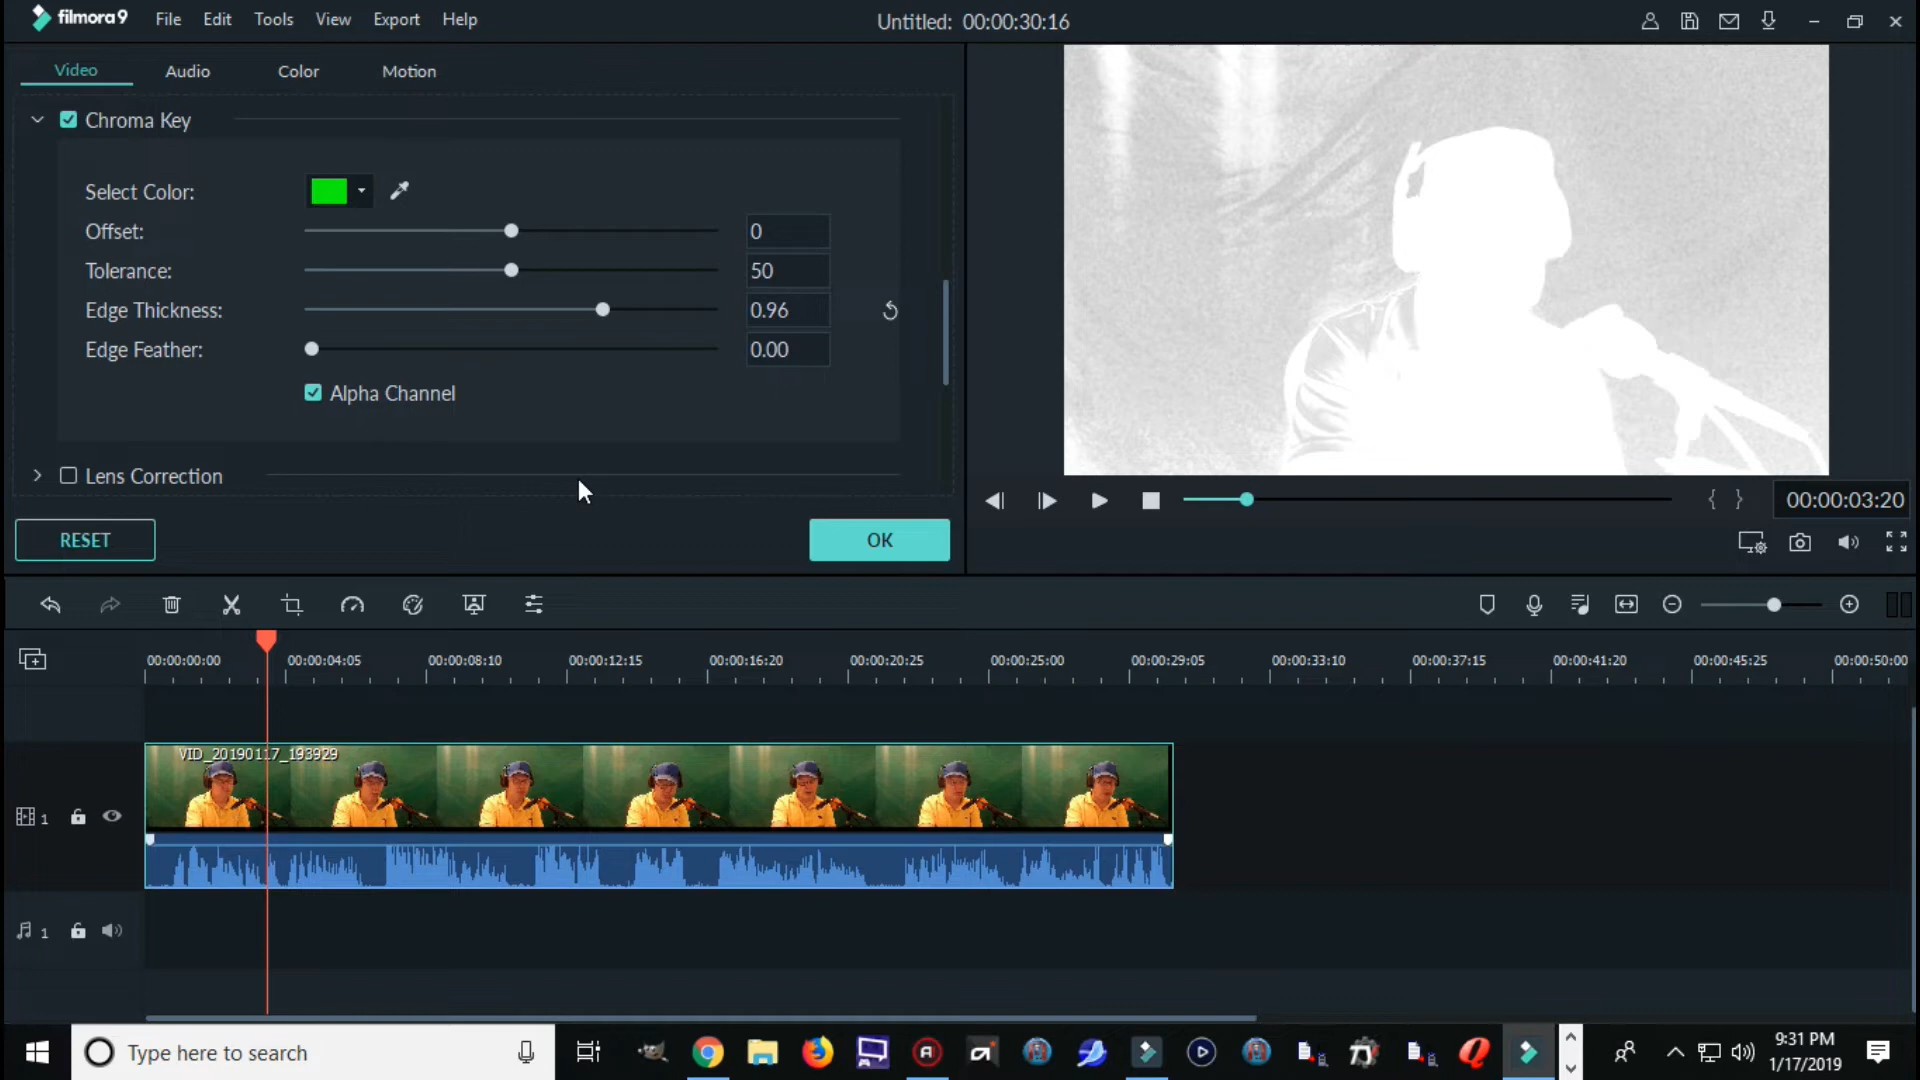 filmora9 File Edit Tools View Export Help Untitled: 00:00:30:16
Video Audio Color Motion
Chroma Key
Select Color:
Offset: 0
Tolerance: 50
Edge Thickness: 0.96
Edge Feather: 0.00
Alpha Channel
Lens Correction
{ } 00:00:03:20
RESET OK
00:00:00:00 00:00:04:05 00:00:08:10 00:00:12:15 00:00:16:20 00:00:20:25 00:00:25:00 00:00:29:05 00:00:33:10 00:00:37:15 00:00:41:20 00:00:45:25 00:00:50:00
VID_20190117_193929
1
1
Type here to search
9:31 PM
1/17/2019